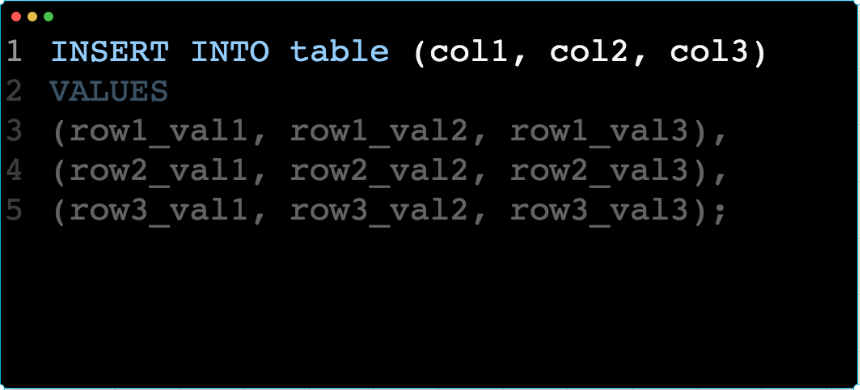 1 INSERT INTO table (col1, col2, col3)
2 VALUES
3 (row1_val1, row1_val2, row1_val3),
4 (row2_val1, row2_val2, row2_val3),
5 (row3_val1, row3_val2, row3_val3);